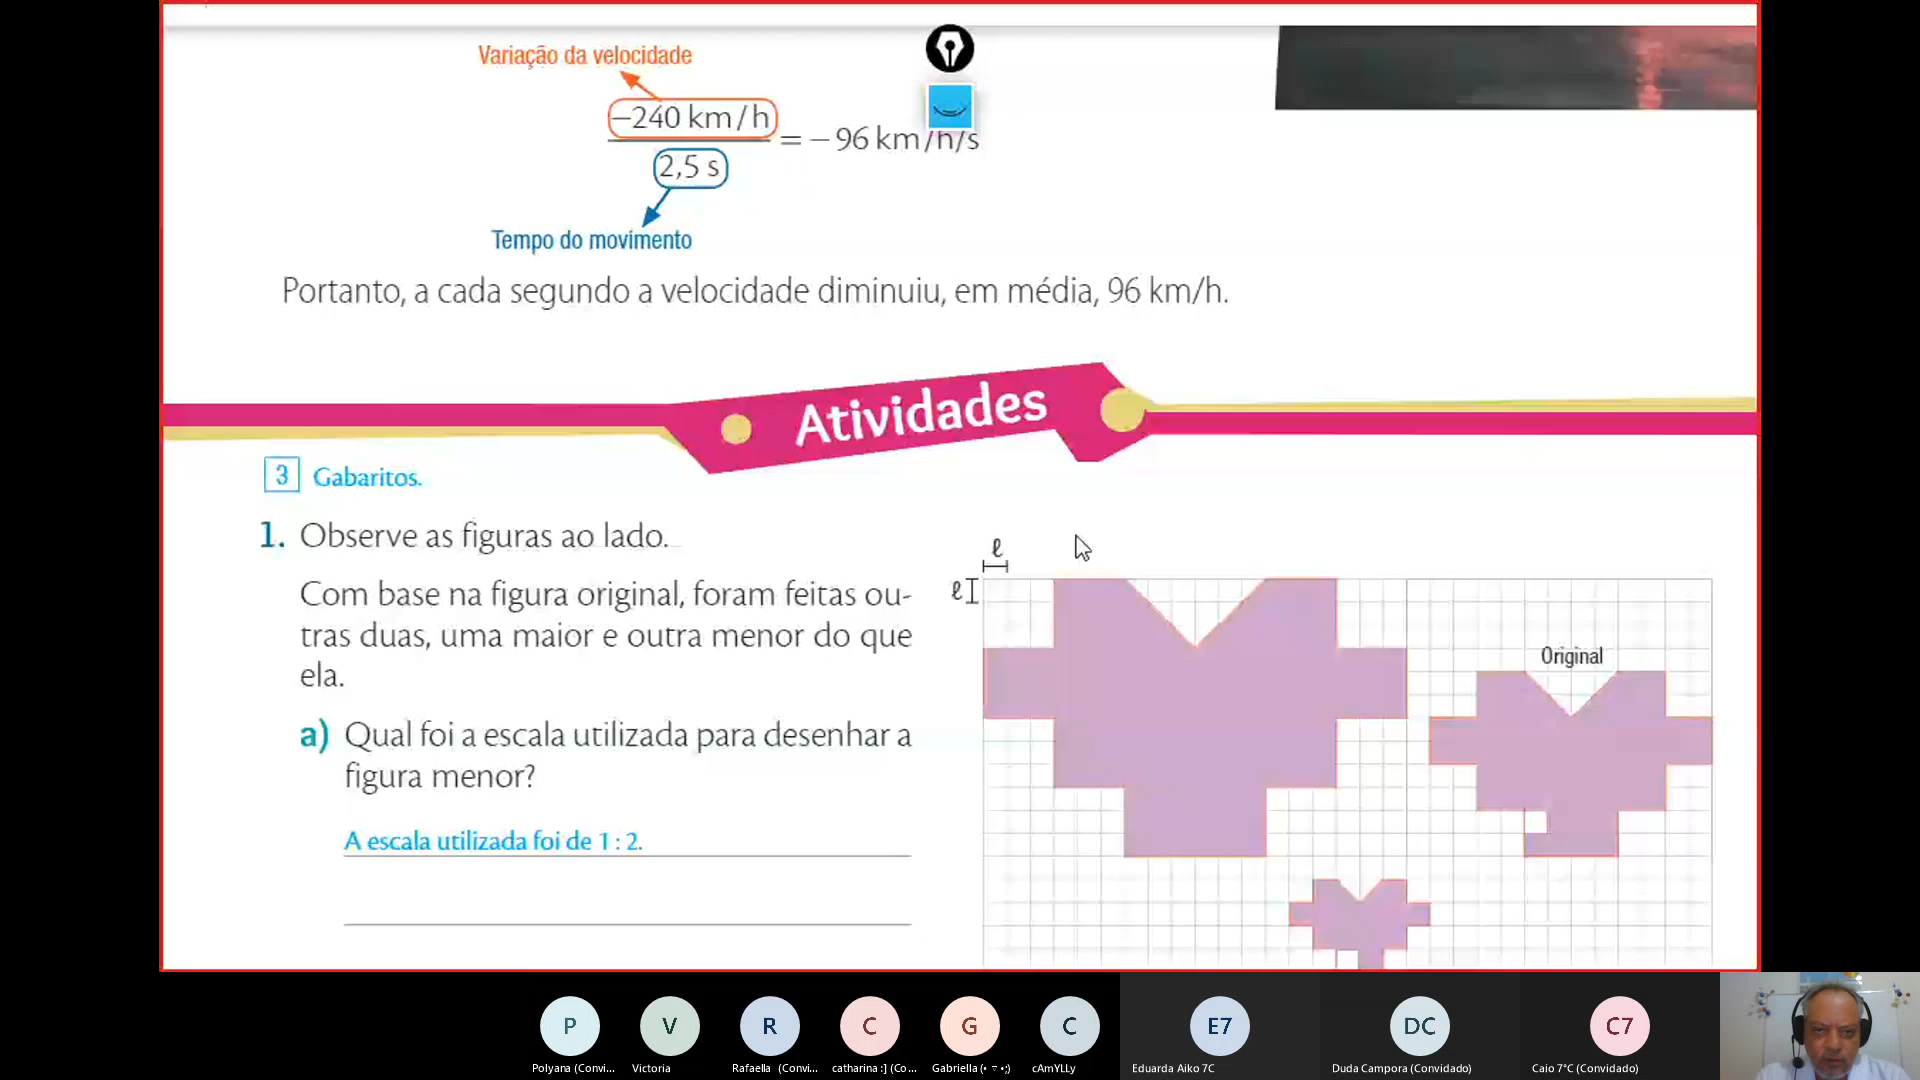 Variação da velocidade
−240 km/h
2,5 s
= −96 km/h/s
Tempo do movimento
Portanto, a cada segundo a velocidade diminuiu, em média, 96 km/h.
Atividades
3 Gabaritos.
1. Observe as figuras ao lado.
Com base na figura original, foram feitas ou-
tras duas, uma maior e outra menor do que
ela.
a) Qual foi a escala utilizada para desenhar a
figura menor?
A escala utilizada foi de 1 : 2.
ℓ
ℓ
Original
P V R C G C E7 DC C7
Polyana (Convi... Victoria Rafaella (Convi... catharina :] (Co... Gabriella cAmYLLy Eduarda Aiko 7C Duda Campora (Convidado) Caio 7°C (Convidado)